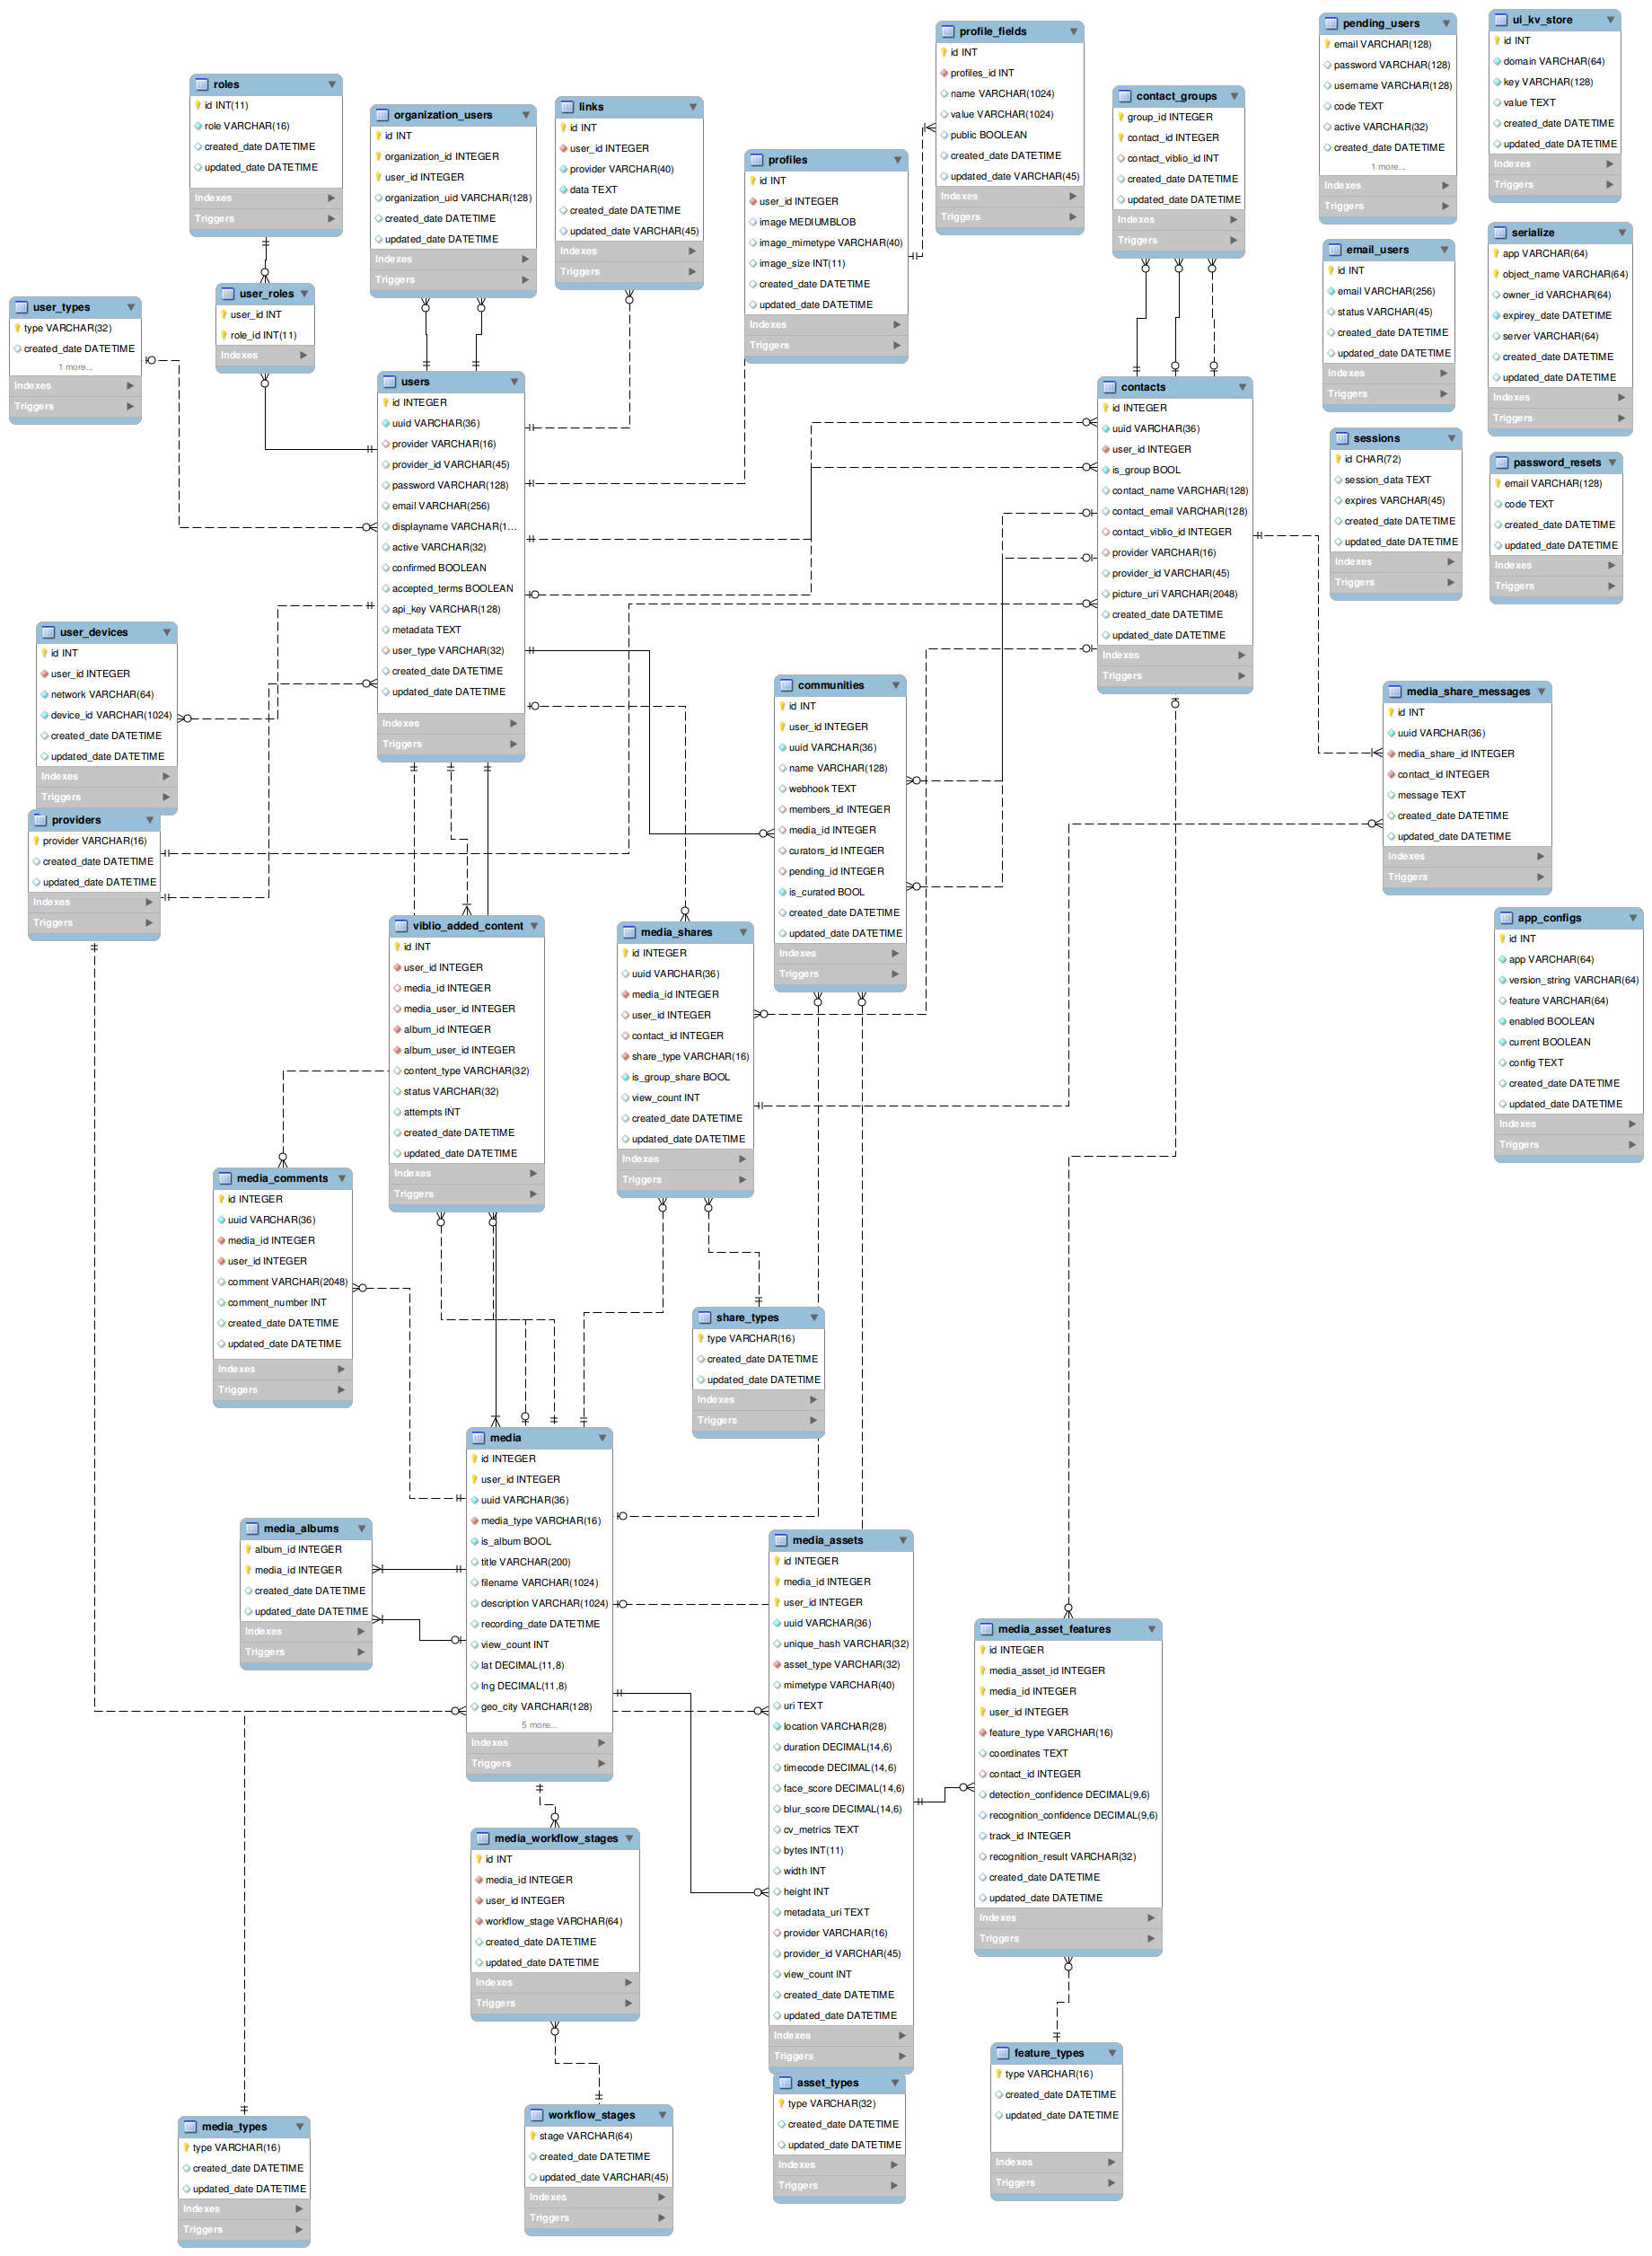 roles
id INT(11)
role VARCHAR(16)
created_date DATETIME
updated_date DATETIME
Indexes
Triggers
organization_users
id INT
organization_id INTEGER
user_id INTEGER
organization_uid VARCHAR(128)
created_date DATETIME
updated_date DATETIME
Indexes
Triggers
links
id INT
user_id INTEGER
provider VARCHAR(40)
data TEXT
created_date DATETIME
updated_date VARCHAR(45)
Indexes
Triggers
profiles
id INT
user_id INTEGER
image MEDIUMBLOB
image_mimetype VARCHAR(40)
image_size INT(11)
created_date DATETIME
updated_date DATETIME
Indexes
Triggers
profile_fields
id INT
profiles_id INT
name VARCHAR(1024)
value VARCHAR(1024)
public BOOLEAN
created_date DATETIME
updated_date VARCHAR(45)
Indexes
Triggers
contact_groups
group_id INTEGER
contact_id INTEGER
contact_viblio_id INT
created_date DATETIME
updated_date DATETIME
Indexes
Triggers
pending_users
email VARCHAR(128)
password VARCHAR(128)
username VARCHAR(128)
code TEXT
active VARCHAR(32)
created_date DATETIME
1 more...
Indexes
Triggers
ui_kv_store
id INT
domain VARCHAR(64)
key VARCHAR(128)
value TEXT
created_date DATETIME
updated_date DATETIME
Indexes
Triggers
email_users
id INT
email VARCHAR(256)
status VARCHAR(45)
created_date DATETIME
updated_date DATETIME
Indexes
Triggers
serialize
app VARCHAR(64)
object_name VARCHAR(64)
owner_id VARCHAR(64)
expirey_date DATETIME
server VARCHAR(64)
created_date DATETIME
updated_date DATETIME
Indexes
Triggers
user_types
type VARCHAR(32)
created_date DATETIME
1 more...
Indexes
Triggers
user_roles
user_id INT
role_id INT(11)
Indexes
users
id INTEGER
uuid VARCHAR(36)
provider VARCHAR(16)
provider_id VARCHAR(45)
password VARCHAR(128)
email VARCHAR(256)
displayname VARCHAR(1...
active VARCHAR(32)
confirmed BOOLEAN
accepted_terms BOOLEAN
api_key VARCHAR(128)
metadata TEXT
user_type VARCHAR(32)
created_date DATETIME
updated_date DATETIME
Indexes
Triggers
contacts
id INTEGER
uuid VARCHAR(36)
user_id INTEGER
is_group BOOL
contact_name VARCHAR(128)
contact_email VARCHAR(128)
contact_viblio_id INTEGER
provider VARCHAR(16)
provider_id VARCHAR(45)
picture_uri VARCHAR(2048)
created_date DATETIME
updated_date DATETIME
Indexes
Triggers
sessions
id CHAR(72)
session_data TEXT
expires VARCHAR(45)
created_date DATETIME
updated_date DATETIME
Indexes
Triggers
password_resets
email VARCHAR(128)
code TEXT
created_date DATETIME
updated_date DATETIME
Indexes
Triggers
user_devices
id INT
user_id INTEGER
network VARCHAR(64)
device_id VARCHAR(1024)
created_date DATETIME
updated_date DATETIME
Indexes
Triggers
providers
provider VARCHAR(16)
created_date DATETIME
updated_date DATETIME
Indexes
Triggers
communities
id INT
user_id INTEGER
uuid VARCHAR(36)
name VARCHAR(128)
webhook TEXT
members_id INTEGER
media_id INTEGER
curators_id INTEGER
pending_id INTEGER
is_curated BOOL
created_date DATETIME
updated_date DATETIME
Indexes
Triggers
media_share_messages
id INT
uuid VARCHAR(36)
media_share_id INTEGER
contact_id INTEGER
message TEXT
created_date DATETIME
updated_date DATETIME
Indexes
Triggers
viblio_added_content
id INT
user_id INTEGER
media_id INTEGER
media_user_id INTEGER
album_id INTEGER
album_user_id INTEGER
content_type VARCHAR(32)
status VARCHAR(32)
attempts INT
created_date DATETIME
updated_date DATETIME
Indexes
Triggers
media_shares
id INTEGER
uuid VARCHAR(36)
media_id INTEGER
user_id INTEGER
contact_id INTEGER
share_type VARCHAR(16)
is_group_share BOOL
view_count INT
created_date DATETIME
updated_date DATETIME
Indexes
Triggers
app_configs
id INT
app VARCHAR(64)
version_string VARCHAR(64)
feature VARCHAR(64)
enabled BOOLEAN
current BOOLEAN
config TEXT
created_date DATETIME
updated_date DATETIME
Indexes
Triggers
media_comments
id INTEGER
uuid VARCHAR(36)
media_id INTEGER
user_id INTEGER
comment VARCHAR(2048)
comment_number INT
created_date DATETIME
updated_date DATETIME
Indexes
Triggers
share_types
type VARCHAR(16)
created_date DATETIME
updated_date DATETIME
Indexes
Triggers
media
id INTEGER
user_id INTEGER
uuid VARCHAR(36)
media_type VARCHAR(16)
is_album BOOL
title VARCHAR(200)
filename VARCHAR(1024)
description VARCHAR(1024)
recording_date DATETIME
view_count INT
lat DECIMAL(11,8)
lng DECIMAL(11,8)
geo_city VARCHAR(128)
5 more...
Indexes
Triggers
media_albums
album_id INTEGER
media_id INTEGER
created_date DATETIME
updated_date DATETIME
Indexes
Triggers
media_assets
id INTEGER
media_id INTEGER
user_id INTEGER
uuid VARCHAR(36)
unique_hash VARCHAR(32)
asset_type VARCHAR(32)
mimetype VARCHAR(40)
uri TEXT
location VARCHAR(28)
duration DECIMAL(14,6)
timecode DECIMAL(14,6)
face_score DECIMAL(14,6)
blur_score DECIMAL(14,6)
cv_metrics TEXT
bytes INT(11)
width INT
height INT
metadata_uri TEXT
provider VARCHAR(16)
provider_id VARCHAR(45)
view_count INT
created_date DATETIME
updated_date DATETIME
Indexes
Triggers
media_asset_features
id INTEGER
media_asset_id INTEGER
media_id INTEGER
user_id INTEGER
feature_type VARCHAR(16)
coordinates TEXT
contact_id INTEGER
detection_confidence DECIMAL(9,6)
recognition_confidence DECIMAL(9,6)
track_id INTEGER
recognition_result VARCHAR(32)
created_date DATETIME
updated_date DATETIME
Indexes
Triggers
media_workflow_stages
id INT
media_id INTEGER
user_id INTEGER
workflow_stage VARCHAR(64)
created_date DATETIME
updated_date DATETIME
Indexes
Triggers
feature_types
type VARCHAR(16)
created_date DATETIME
updated_date DATETIME
Indexes
Triggers
asset_types
type VARCHAR(32)
created_date DATETIME
updated_date DATETIME
Indexes
Triggers
workflow_stages
stage VARCHAR(64)
created_date DATETIME
updated_date VARCHAR(45)
Indexes
Triggers
media_types
type VARCHAR(16)
created_date DATETIME
updated_date DATETIME
Indexes
Triggers